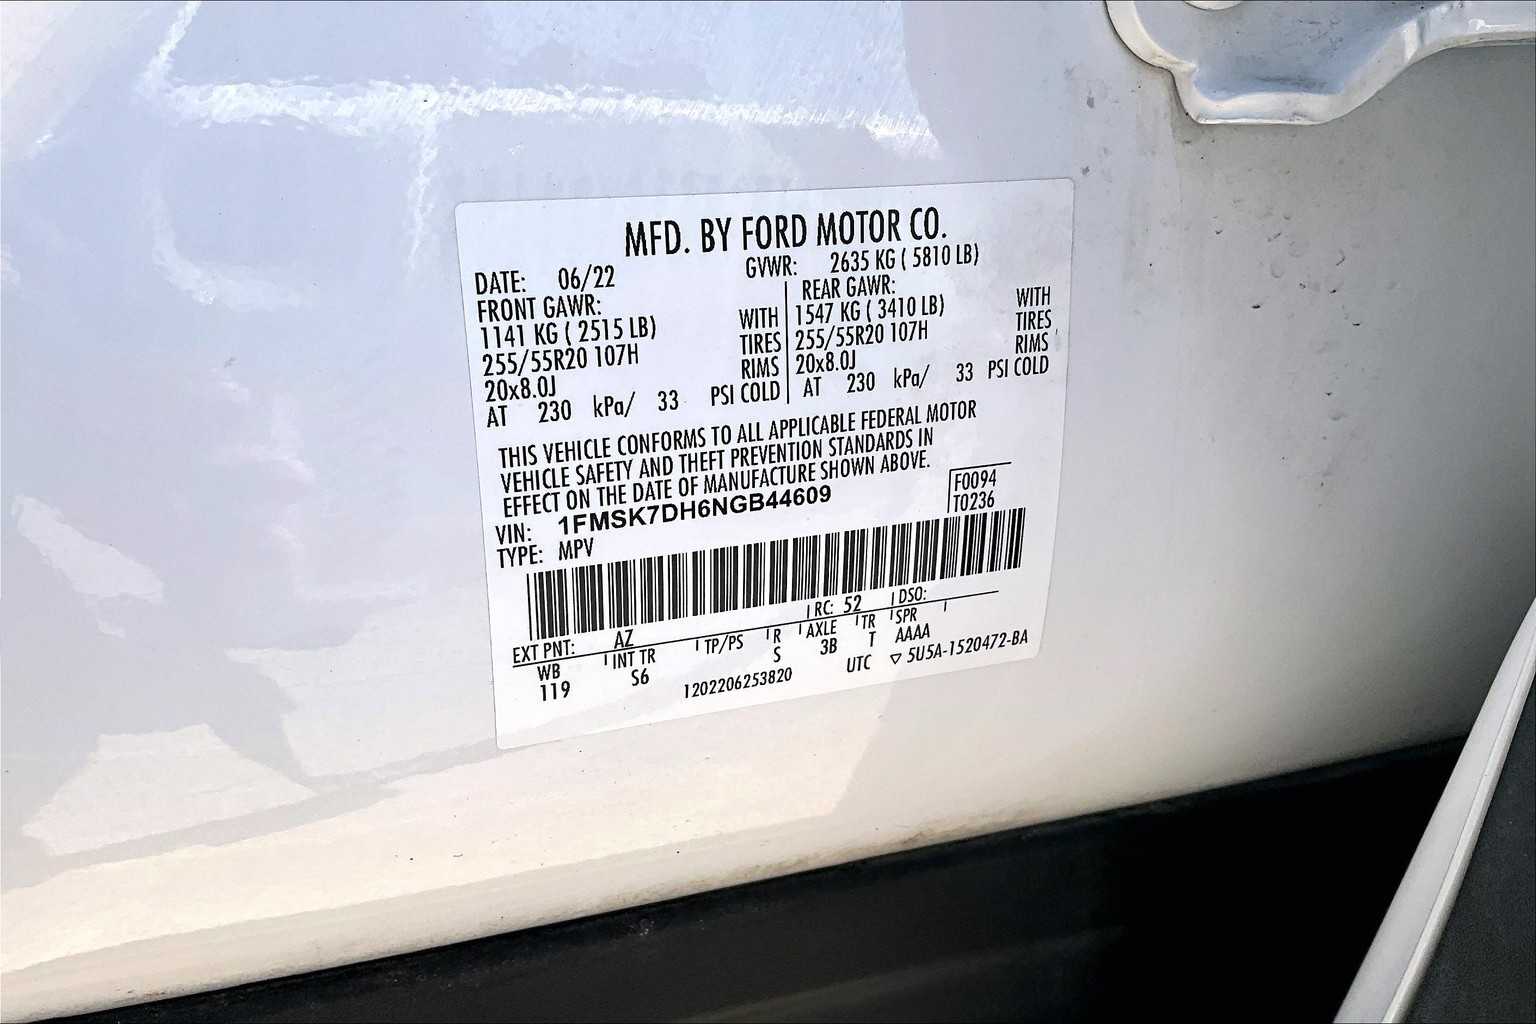 MFD. BY FORD MOTOR CO.
DATE: 06/22 GVWR: 2635 KG ( 5810 LB)
FRONT GAWR: REAR GAWR:
1141 KG ( 2515 LB) WITH 1547 KG ( 3410 LB) WITH
255/55R20 107H TIRES 255/55R20 107H TIRES
20x8.0J RIMS 20x8.0J RIMS
AT 230 kPa/ 33 PSI COLD AT 230 kPa/ 33 PSI COLD
THIS VEHICLE CONFORMS TO ALL APPLICABLE FEDERAL MOTOR
VEHICLE SAFETY AND THEFT PREVENTION STANDARDS IN
EFFECT ON THE DATE OF MANUFACTURE SHOWN ABOVE.
VIN: 1FMSK7DH6NGB44609 F0094
TYPE: MPV T0236
EXT PNT: AZ RC: 52 DSO:
WB INT TR TP/PS R AXLE TR SPR
119 S6 S 3B T AAAA
1202206253820 UTC ▽ 5U5A-1520472-BA